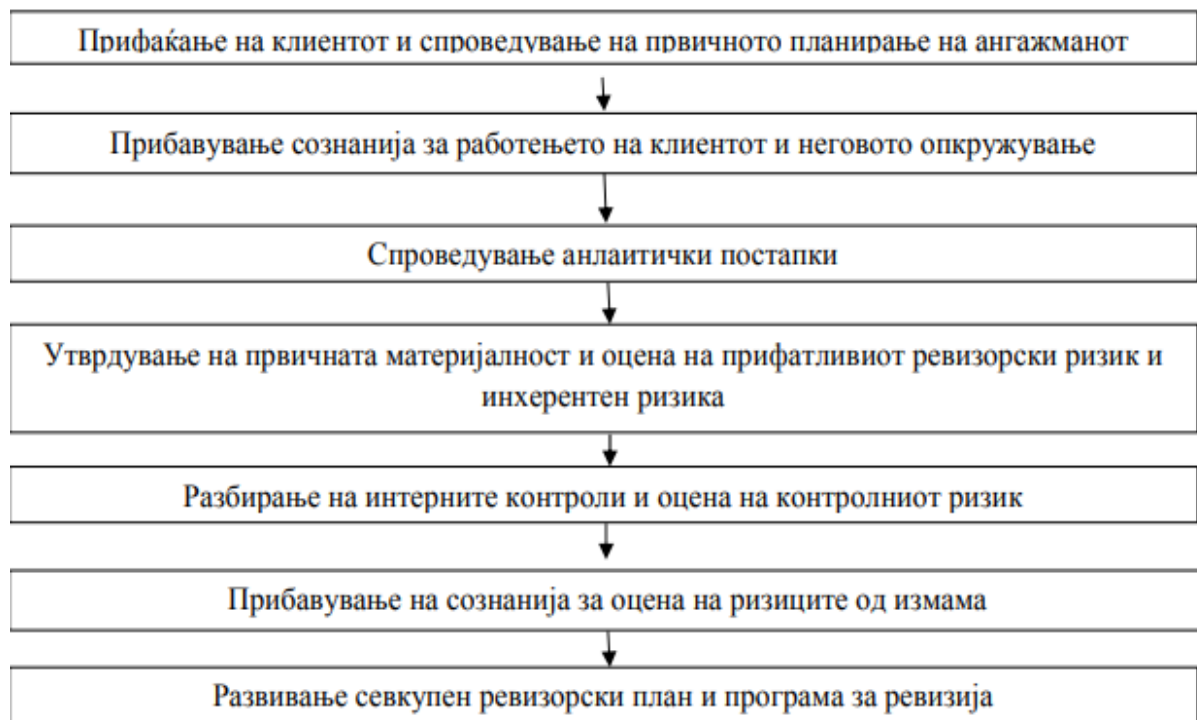 Прифаќање на клиентот и спроведување на првичното планирање на ангажманот
Прибавување сознанија за работењето на клиентот и неговото опкружување
Спроведување анлаитички постапки
Утврдување на првичната материјалност и оцена на прифатливиот ревизорски ризик и
инхерентен ризика
Разбирање на интерните контроли и оцена на контролниот ризик
Прибавување на сознанија за оцена на ризиците од измама
Развивање севкупен ревизорски план и програма за ревизија